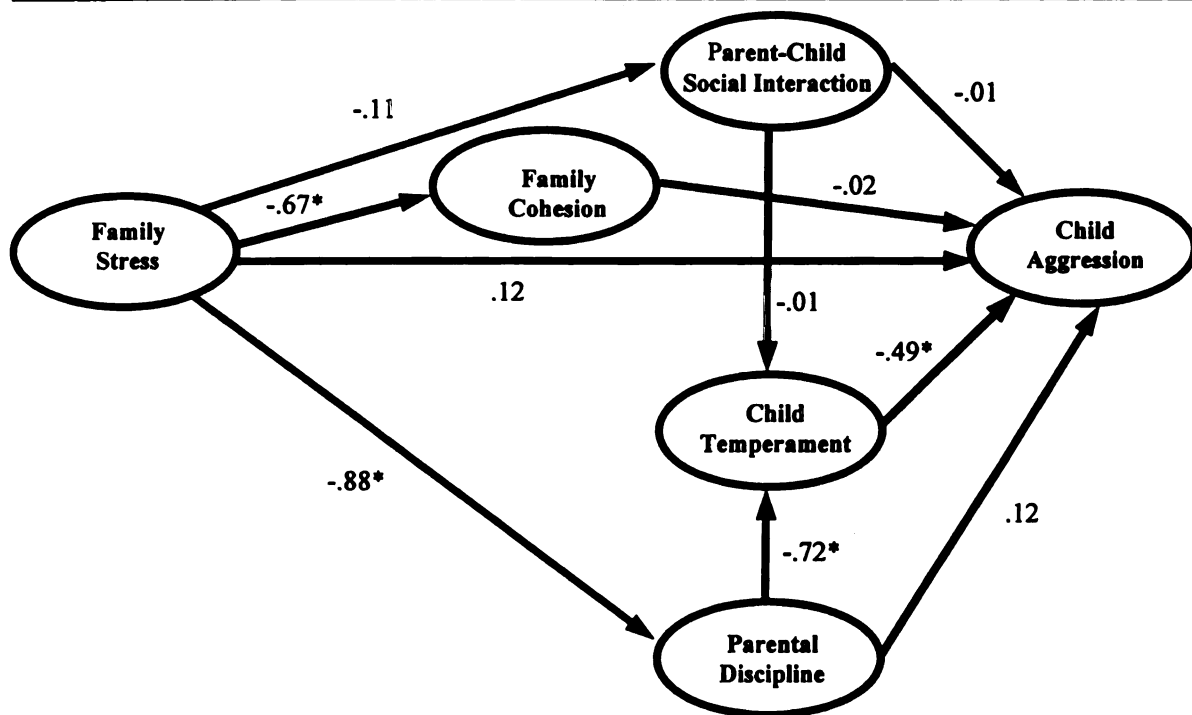 Parent-Child
Social Interaction
-.11
-.01
Family
Cohesion
-.67*
-.02
Family
Stress
Child
Aggression
.12
-.01
-.49*
Child
Temperament
-.88*
.12
-.72*
Parental
Discipline